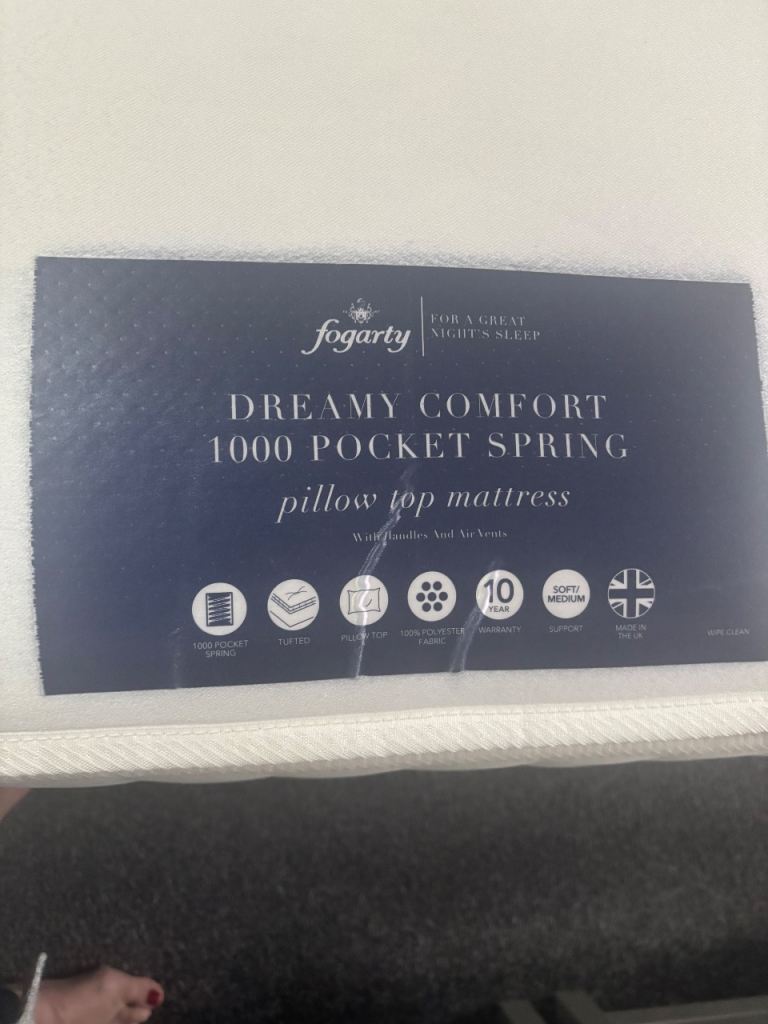 fogarty
FOR A GREAT
NIGHT'S SLEEP
DREAMY COMFORT
1000 POCKET SPRING
pillow top mattress
With Handles And Air Vents
10
YEAR
SOFT/
MEDIUM
1000 POCKET
SPRING
TUFTED
PILLOW TOP
100% POLYESTER
FABRIC
WARRANTY
SUPPORT
MADE IN
THE UK
WIPE CLEAN